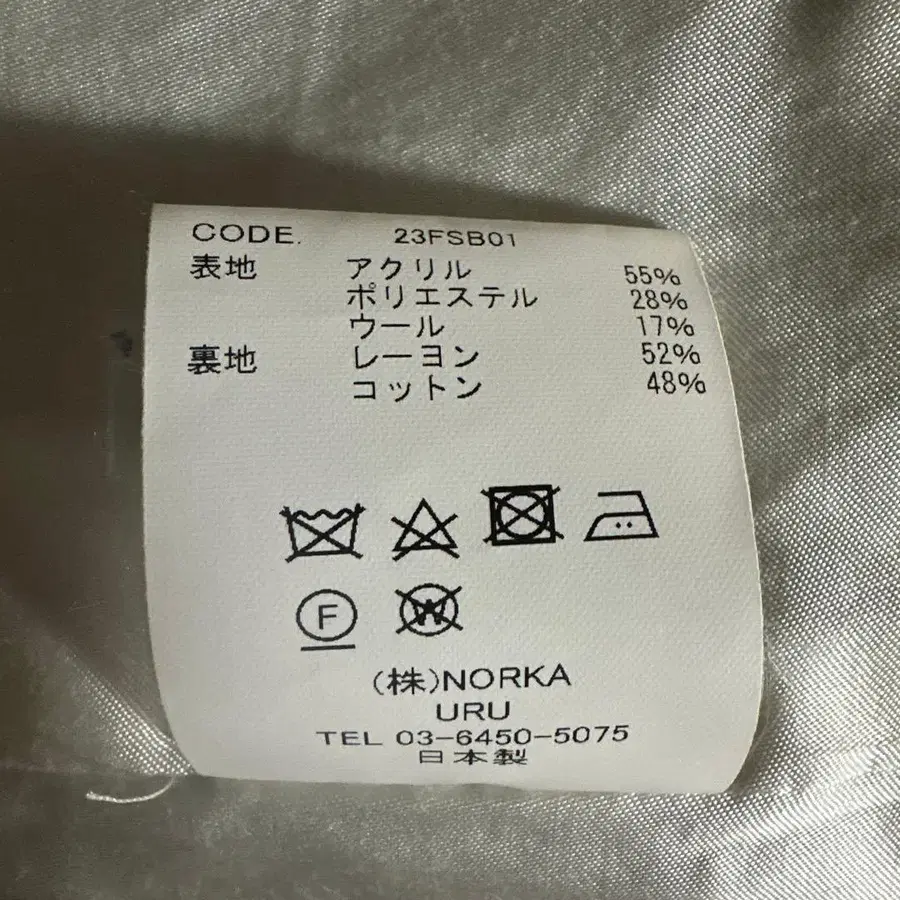 CODE. 23FSB01
表地 アクリル 55%
ポリエステル 28%
ウール 17%
裏地 レーヨン 52%
コットン 48%
F
W
(株)NORKA
URU
TEL 03-6450-5075
日本製